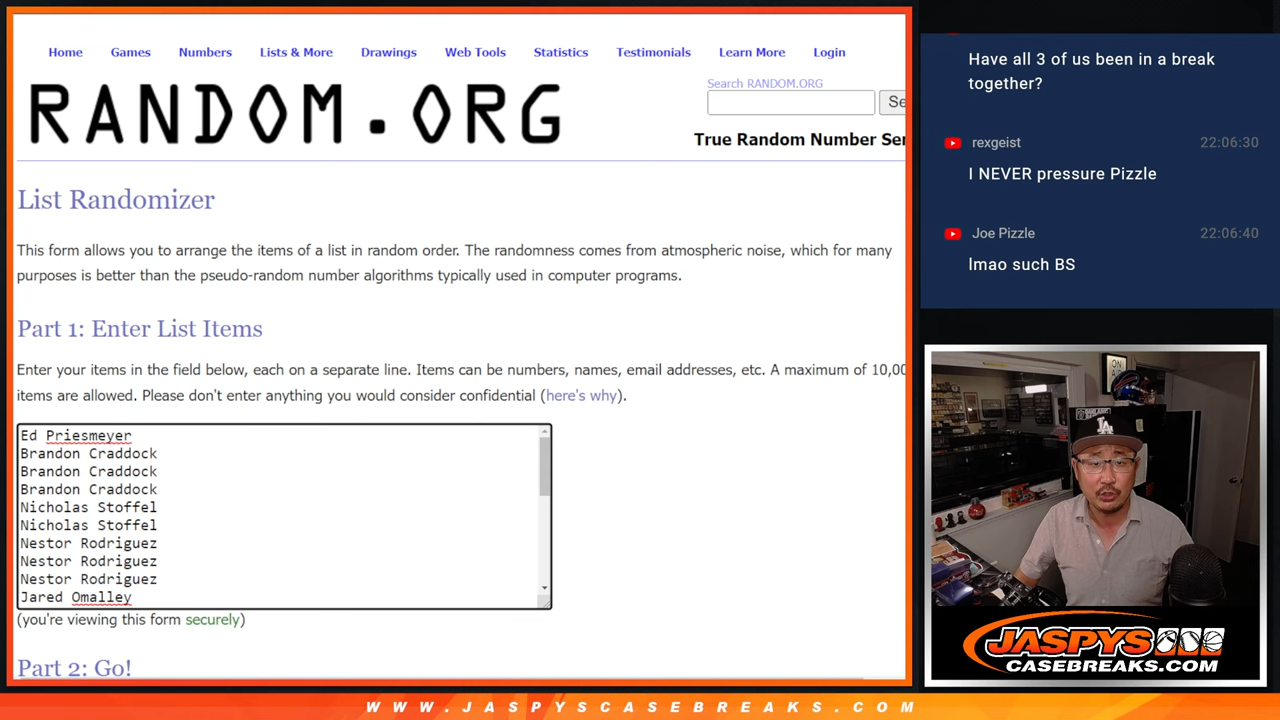 Home Games Numbers Lists & More Drawings Web Tools Statistics Testimonials Learn More Login
RANDOM.ORG
Search RANDOM.ORG
Se
True Random Number Ser
List Randomizer
This form allows you to arrange the items of a list in random order. The randomness comes from atmospheric noise, which for many
purposes is better than the pseudo-random number algorithms typically used in computer programs.
Part 1: Enter List Items
Enter your items in the field below, each on a separate line. Items can be numbers, names, email addresses, etc. A maximum of 10,00
items are allowed. Please don't enter anything you would consider confidential (here's why).
Ed Priesmeyer
Brandon Craddock
Brandon Craddock
Brandon Craddock
Nicholas Stoffel
Nicholas Stoffel
Nestor Rodriguez
Nestor Rodriguez
Nestor Rodriguez
Jared Omalley
(you're viewing this form securely)
Part 2: Go!
Have all 3 of us been in a break
together?
rexgeist 22:06:30
I NEVER pressure Pizzle
Joe Pizzle 22:06:40
lmao such BS
ON AIR
LA
JASPYS
CASEBREAKS.COM
WWW.JASPYSCASEBREAKS.COM